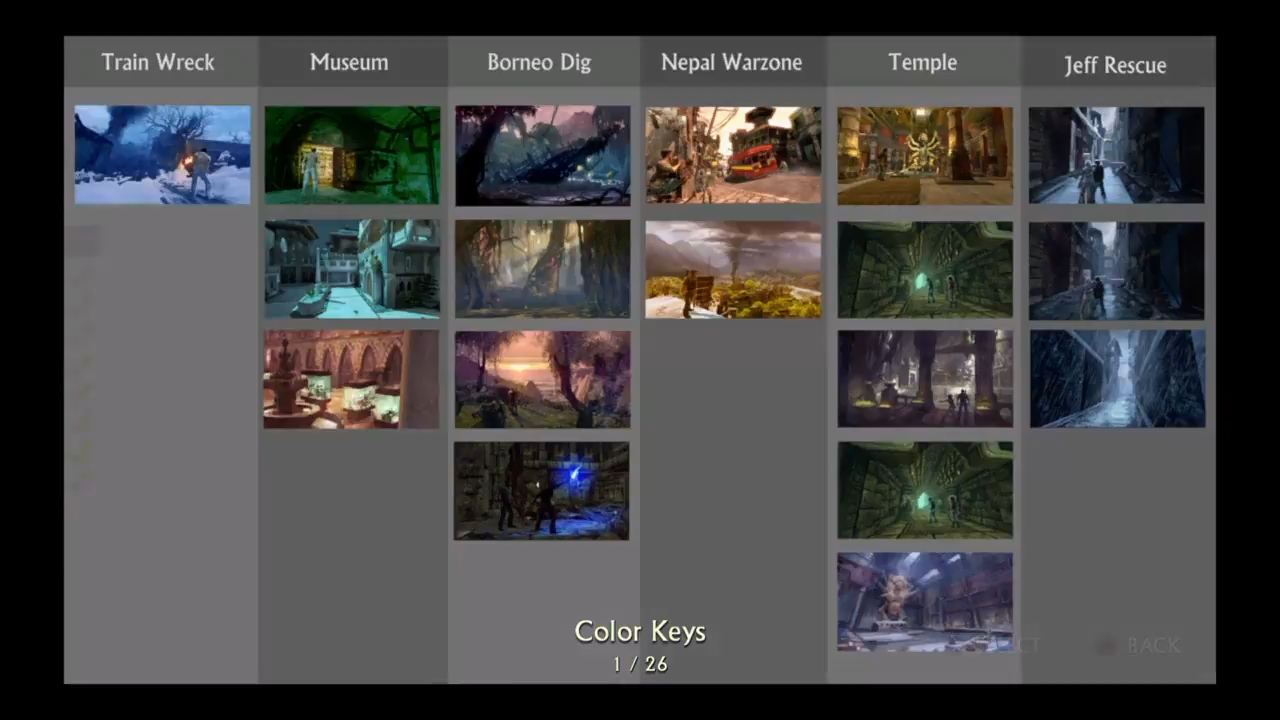 Train Wreck
Museum
Borneo Dig
Nepal Warzone
Temple
Jeff Rescue
Color Keys
1 / 26
BACK